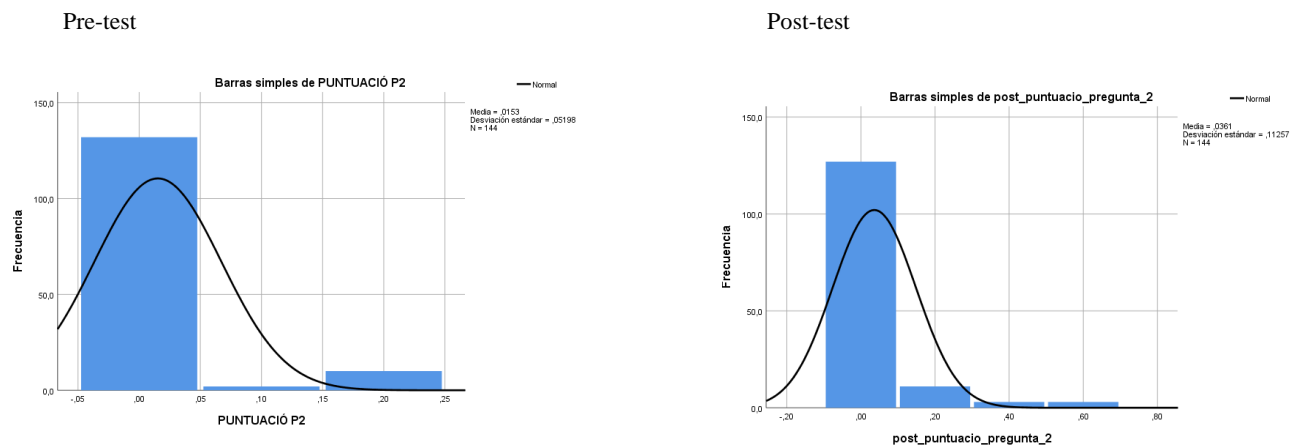 Pre-test
Post-test
Barras simples de PUNTUACIÓ P2
Normal
Media = ,0153
Desviación estándar = ,05198
N = 144
Frecuencia
150,0
100,0
50,0
0,0
-,05
,00
,05
,10
,15
,20
,25
PUNTUACIÓ P2
Barras simples de post_puntuacio_pregunta_2
Normal
Media = ,0361
Desviación estándar = ,11257
N = 144
Frecuencia
150,0
100,0
50,0
0,0
-,20
,00
,20
,40
,60
,80
post_puntuacio_pregunta_2